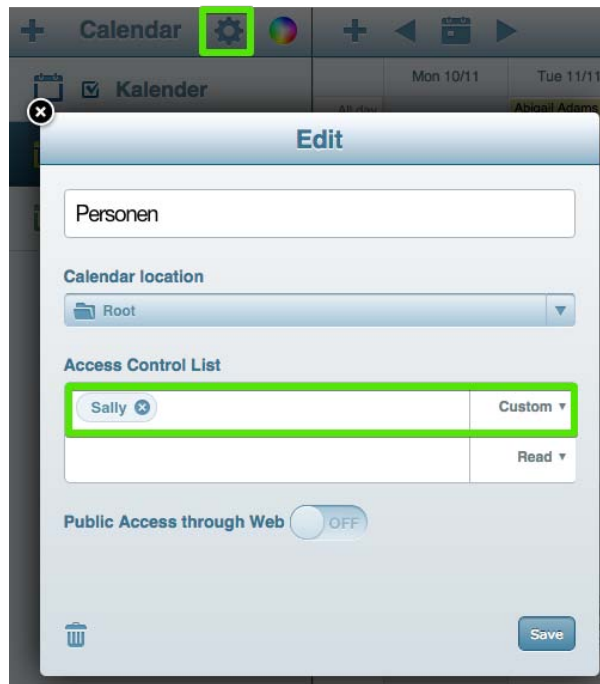 Calendar
Kalender
Mon 10/11 Tue 11/11
All day Abigail Adams
Edit
Personen
Calendar location
Root
Access Control List
Sally Custom
Read
Public Access through Web OFF
Save